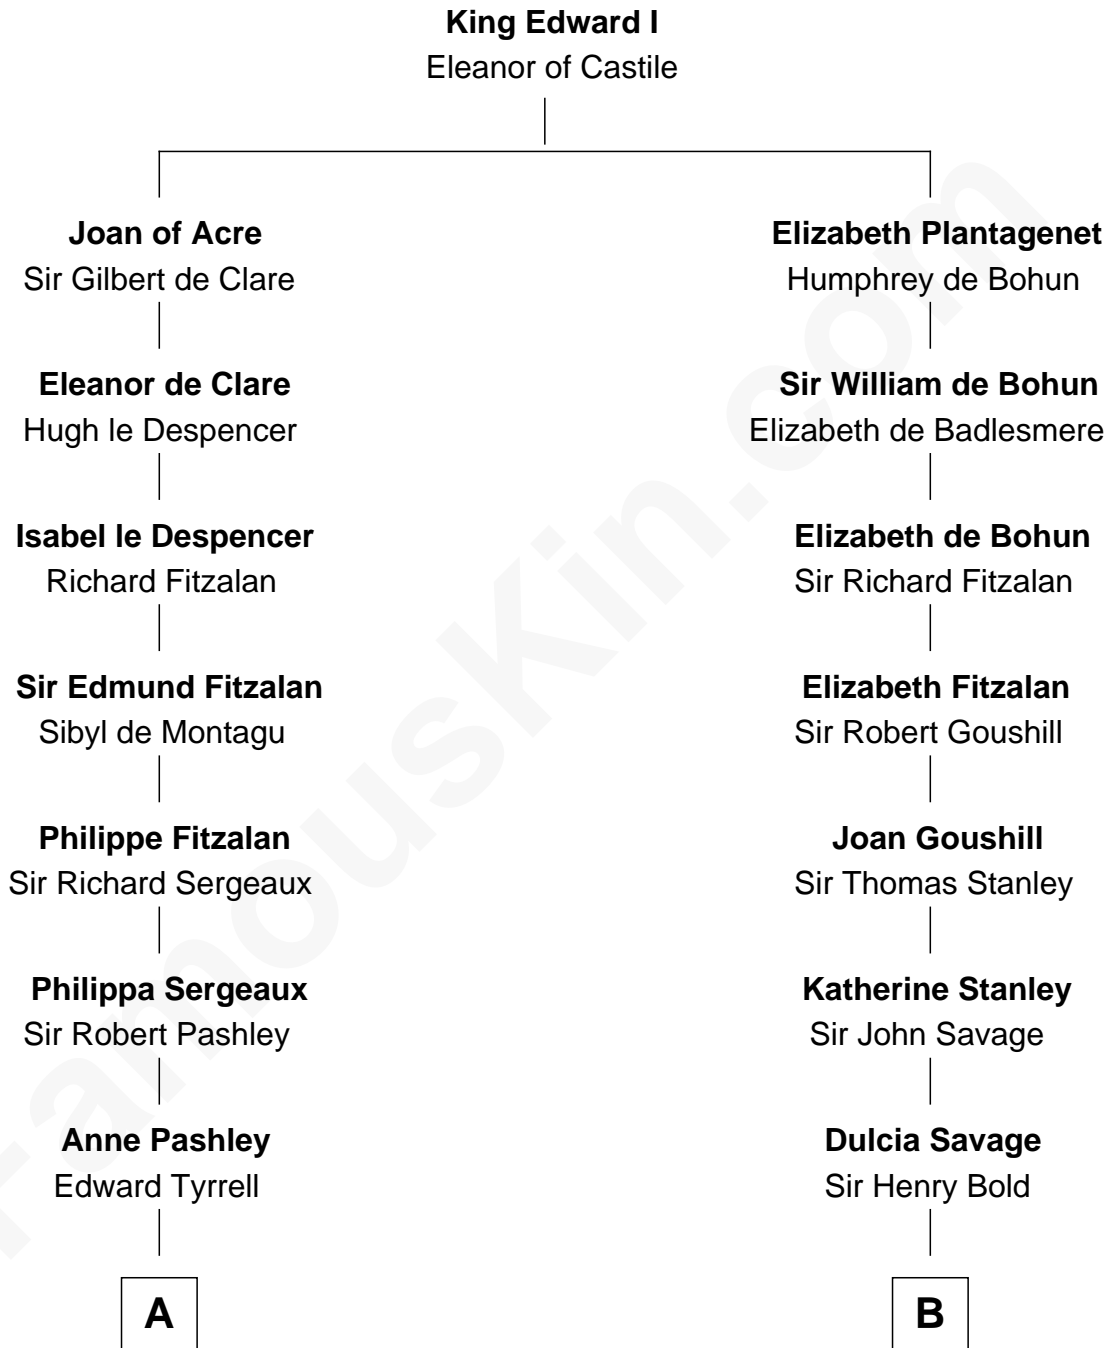 King Edward I
Eleanor of Castile
Joan of Acre
Sir Gilbert de Clare
Elizabeth Plantagenet
Humphrey de Bohun
Eleanor de Clare
Hugh le Despencer
Sir William de Bohun
Elizabeth de Badlesmere
Isabel le Despencer
Richard Fitzalan
Elizabeth de Bohun
Sir Richard Fitzalan
Sir Edmund Fitzalan
Sibyl de Montagu
Elizabeth Fitzalan
Sir Robert Goushill
Philippe Fitzalan
Sir Richard Sergeaux
Joan Goushill
Sir Thomas Stanley
Philippa Sergeaux
Sir Robert Pashley
Katherine Stanley
Sir John Savage
Anne Pashley
Edward Tyrrell
Dulcia Savage
Sir Henry Bold
A
B
FamousKin.com